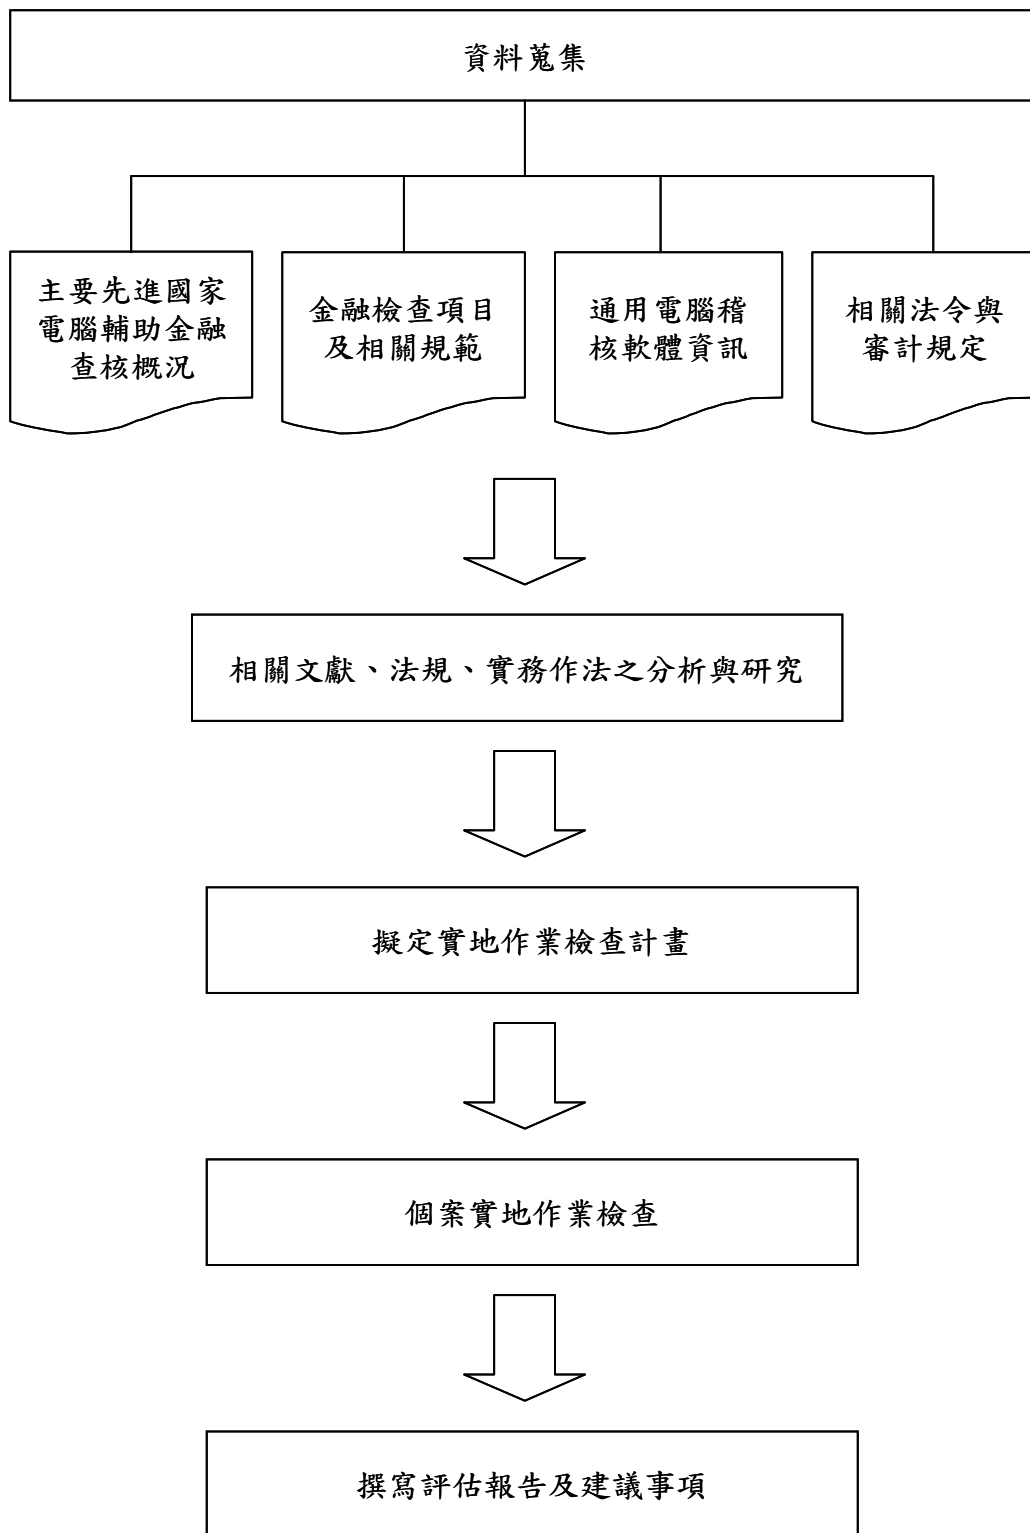 資料蒐集
主要先進國家
電腦輔助金融
查核概況
金融檢查項目
及相關規範
通用電腦稽
核軟體資訊
相關法令與
審計規定
相關文獻、法規、實務作法之分析與研究
擬定實地作業檢查計畫
個案實地作業檢查
撰寫評估報告及建議事項